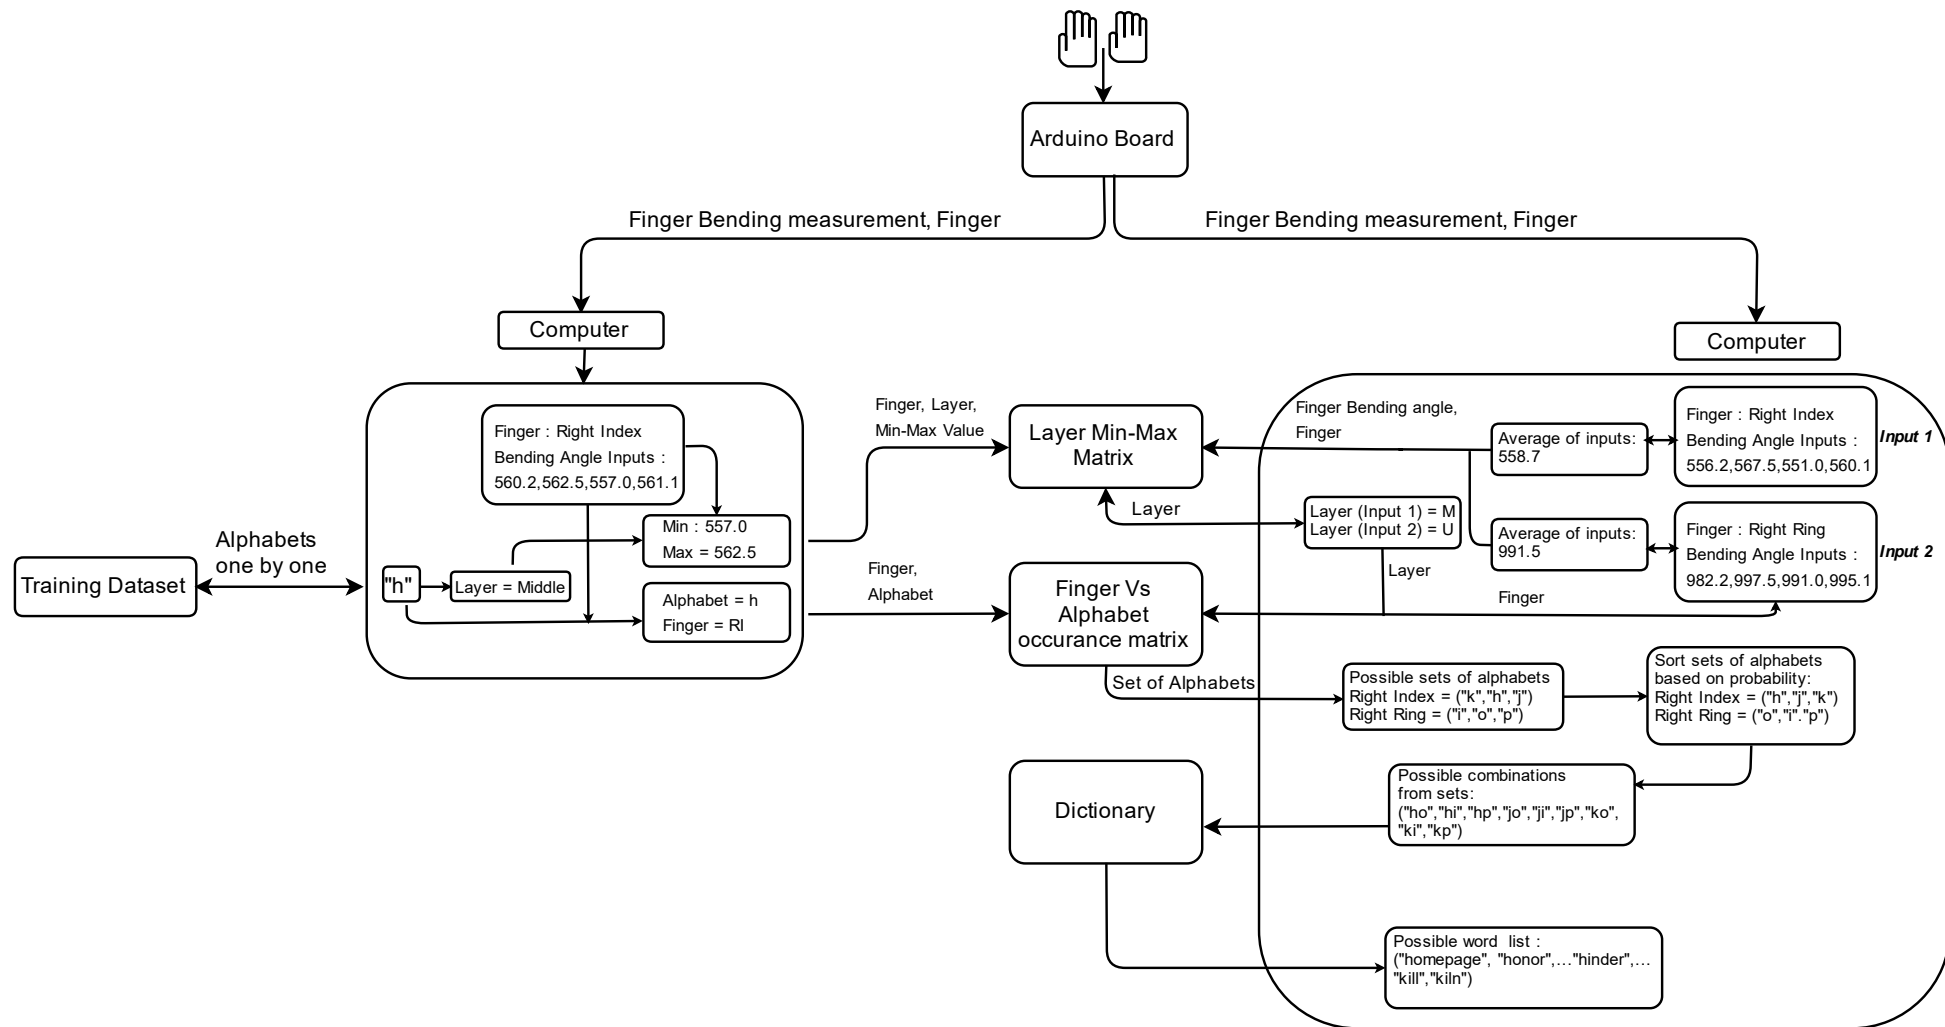 Arduino Board
Finger Bending measurement, Finger
Finger Bending measurement, Finger
Computer
Computer
Finger : Right Index
Bending Angle Inputs :
560.2,562.5,557.0,561.1
Min : 557.0
Max = 562.5
"h"
Layer = Middle
Alphabet = h
Finger = RI
Training Dataset
Alphabets
one by one
Finger, Layer,
Min-Max Value
Finger,
Alphabet
Layer Min-Max
Matrix
Layer
Finger Vs
Alphabet
occurance matrix
Set of Alphabets
Dictionary
Finger Bending angle,
Finger
Average of inputs:
558.7
Finger : Right Index
Bending Angle Inputs :
556.2,567.5,551.0,560.1
Input 1
Layer (Input 1) = M
Layer (Input 2) = U
Average of inputs:
991.5
Finger : Right Ring
Bending Angle Inputs :
982.2,997.5,991.0,995.1
Input 2
Layer
Finger
Possible sets of alphabets
Right Index = ("k","h","j")
Right Ring = ("i","o","p")
Sort sets of alphabets
based on probability:
Right Index = ("h","j","k")
Right Ring = ("o","i"."p")
Possible combinations
from sets:
("ho","hi","hp","jo","ji","jp","ko",
"ki","kp")
Possible word list :
("homepage", "honor",…"hinder",…
"kill","kiln")